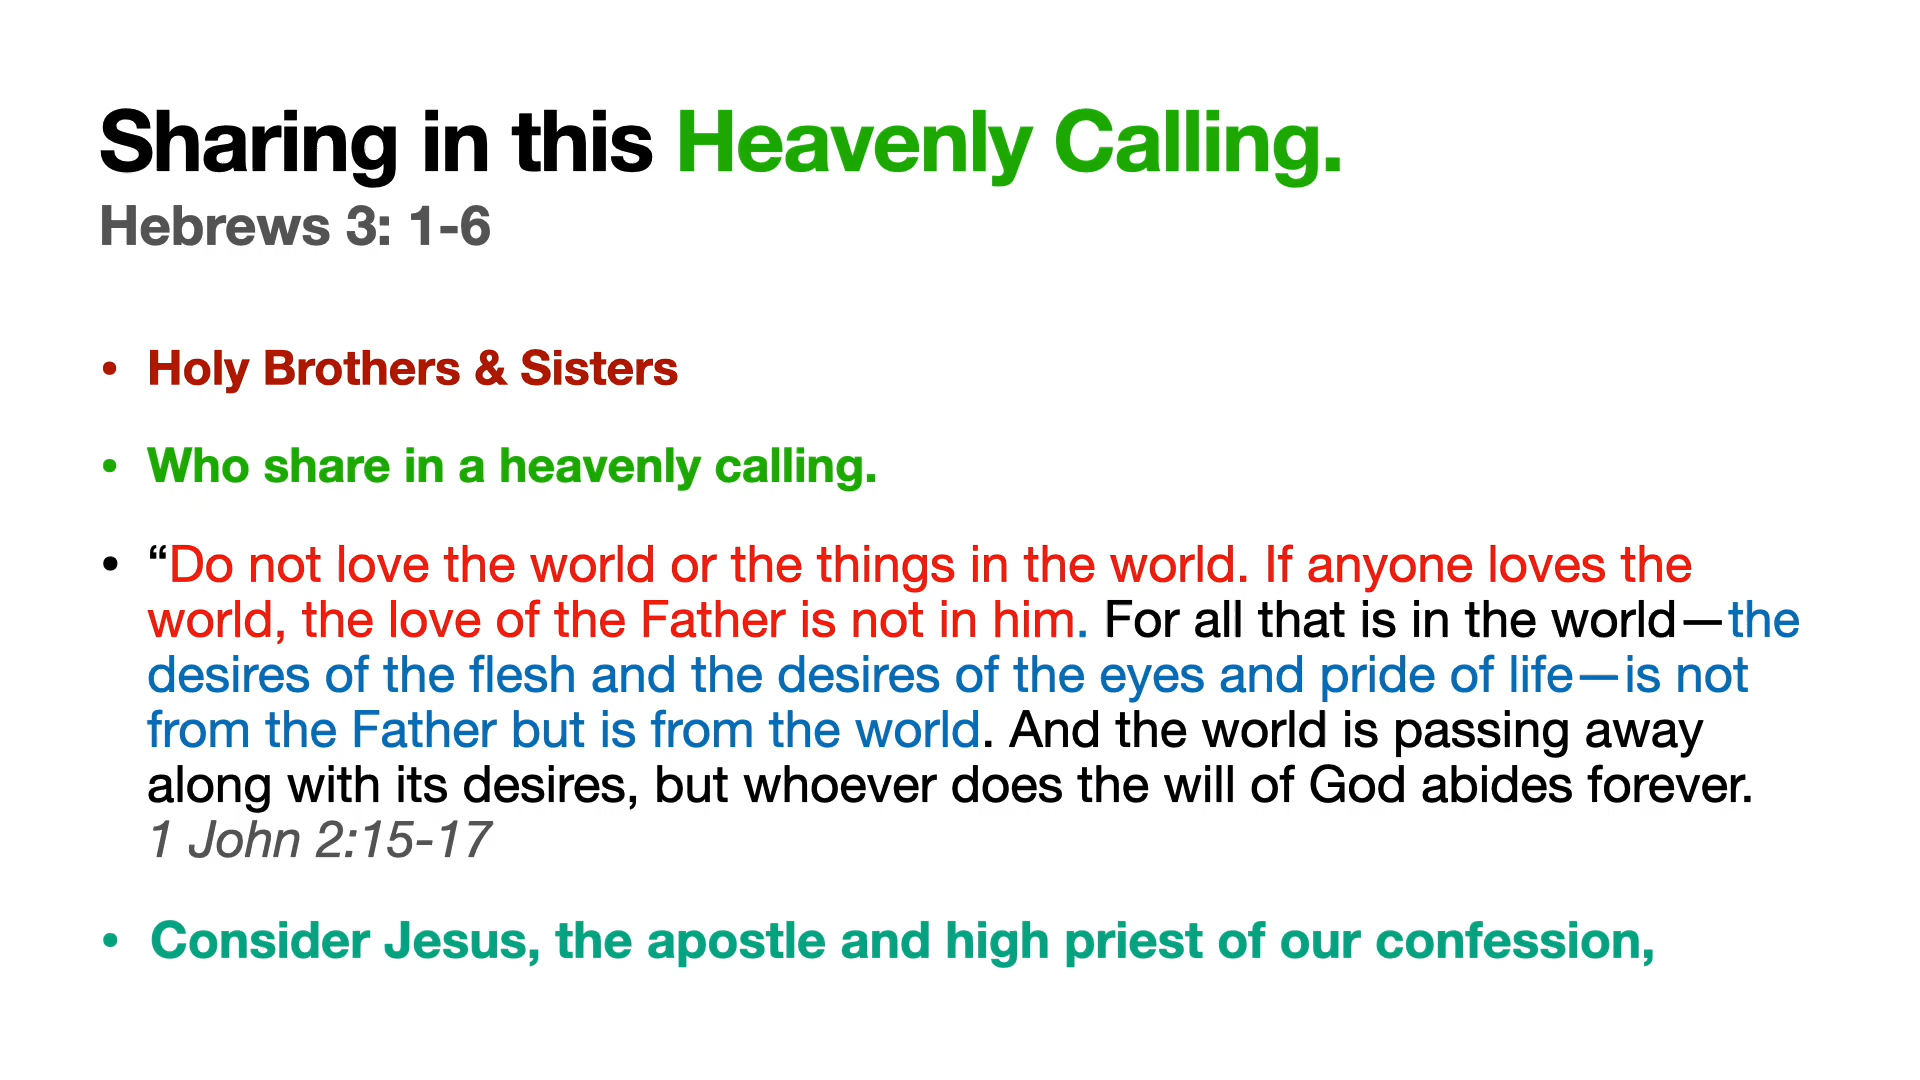 Sharing in this Heavenly Calling.
Hebrews 3: 1-6
• Holy Brothers & Sisters
• Who share in a heavenly calling.
• “Do not love the world or the things in the world. If anyone loves the
world, the love of the Father is not in him. For all that is in the world—the
desires of the flesh and the desires of the eyes and pride of life—is not
from the Father but is from the world. And the world is passing away
along with its desires, but whoever does the will of God abides forever.
1 John 2:15-17
• Consider Jesus, the apostle and high priest of our confession,